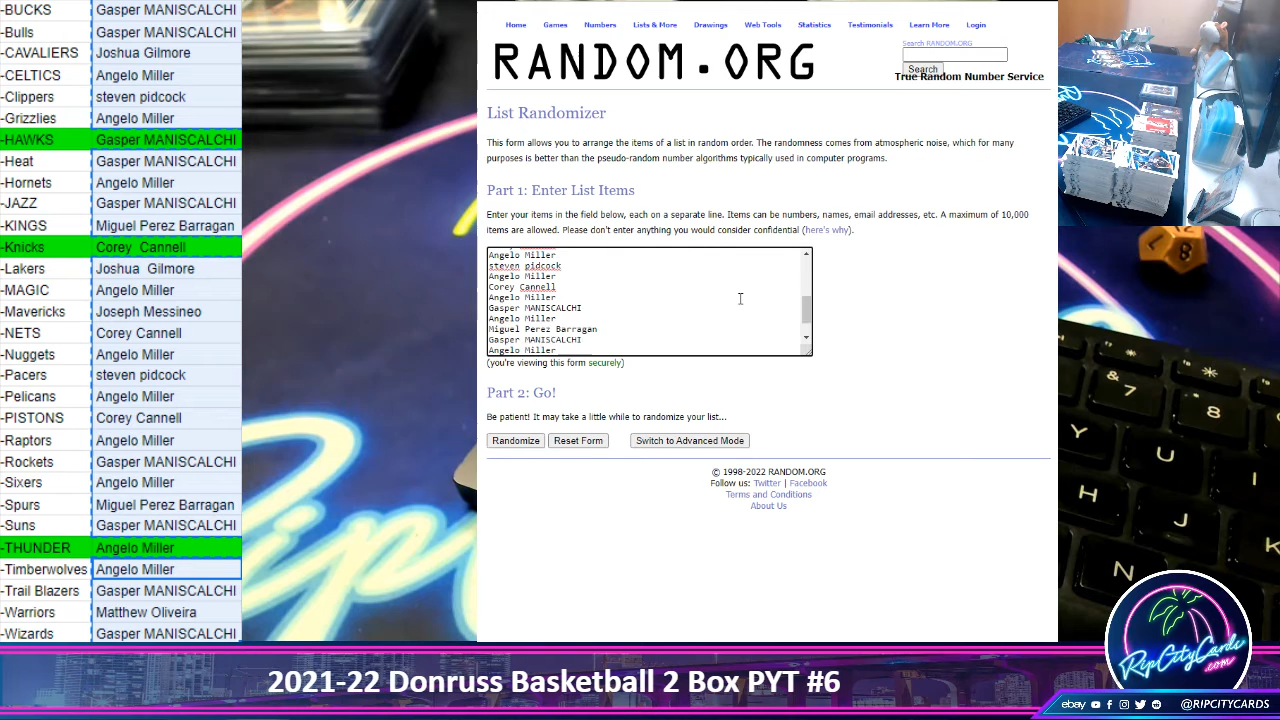 -BUCKS Gasper MANISCALCHI
-Bulls Gasper MANISCALCHI
-CAVALIERS Joshua Gilmore
-CELTICS Angelo Miller
-Clippers steven pidcock
-Grizzlies Angelo Miller
-HAWKS Gasper MANISCALCHI
-Heat Gasper MANISCALCHI
-Hornets Angelo Miller
-JAZZ Gasper MANISCALCHI
-KINGS Miguel Perez Barragan
-Knicks Corey Cannell
-Lakers Joshua Gilmore
-MAGIC Angelo Miller
-Mavericks Joseph Messineo
-NETS Corey Cannell
-Nuggets Angelo Miller
-Pacers steven pidcock
-Pelicans Angelo Miller
-PISTONS Corey Cannell
-Raptors Angelo Miller
-Rockets Gasper MANISCALCHI
-Sixers Angelo Miller
-Spurs Miguel Perez Barragan
-Suns Gasper MANISCALCHI
-THUNDER Angelo Miller
-Timberwolves Angelo Miller
-Trail Blazers Gasper MANISCALCHI
-Warriors Matthew Oliveira
-Wizards Gasper MANISCALCHI
Home Games Numbers Lists & More Drawings Web Tools Statistics Testimonials Learn More Login
RANDOM.ORG
Search RANDOM.ORG
Search
True Random Number Service
List Randomizer
This form allows you to arrange the items of a list in random order. The randomness comes from atmospheric noise, which for many
purposes is better than the pseudo-random number algorithms typically used in computer programs.
Part 1: Enter List Items
Enter your items in the field below, each on a separate line. Items can be numbers, names, email addresses, etc. A maximum of 10,000
items are allowed. Please don't enter anything you would consider confidential (here's why).
Angelo Miller
steven pidcock
Angelo Miller
Corey Cannell
Angelo Miller
Gasper MANISCALCHI
Angelo Miller
Miguel Perez Barragan
Gasper MANISCALCHI
Angelo Miller
(you're viewing this form securely)
Part 2: Go!
Be patient! It may take a little while to randomize your list...
Randomize Reset Form Switch to Advanced Mode
© 1998-2022 RANDOM.ORG
Follow us: Twitter | Facebook
Terms and Conditions
About Us
&
7
*
8
Y
U
I
H
J
K
N
RipCityCards
.com
2021-22 Donruss Basketball 2 Box PYT #6
ebay @RIPCITYCARDS